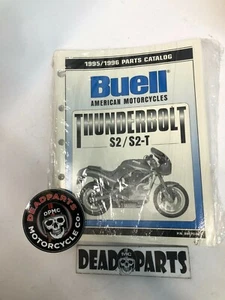 1995/1996 PARTS CATALOG
Buell
AMERICAN MOTORCYCLES
THUNDERBOLT
S2/S2-T
DEADPARTS
DPMC
MOTORCYCLE CO.
DEAD PARTS